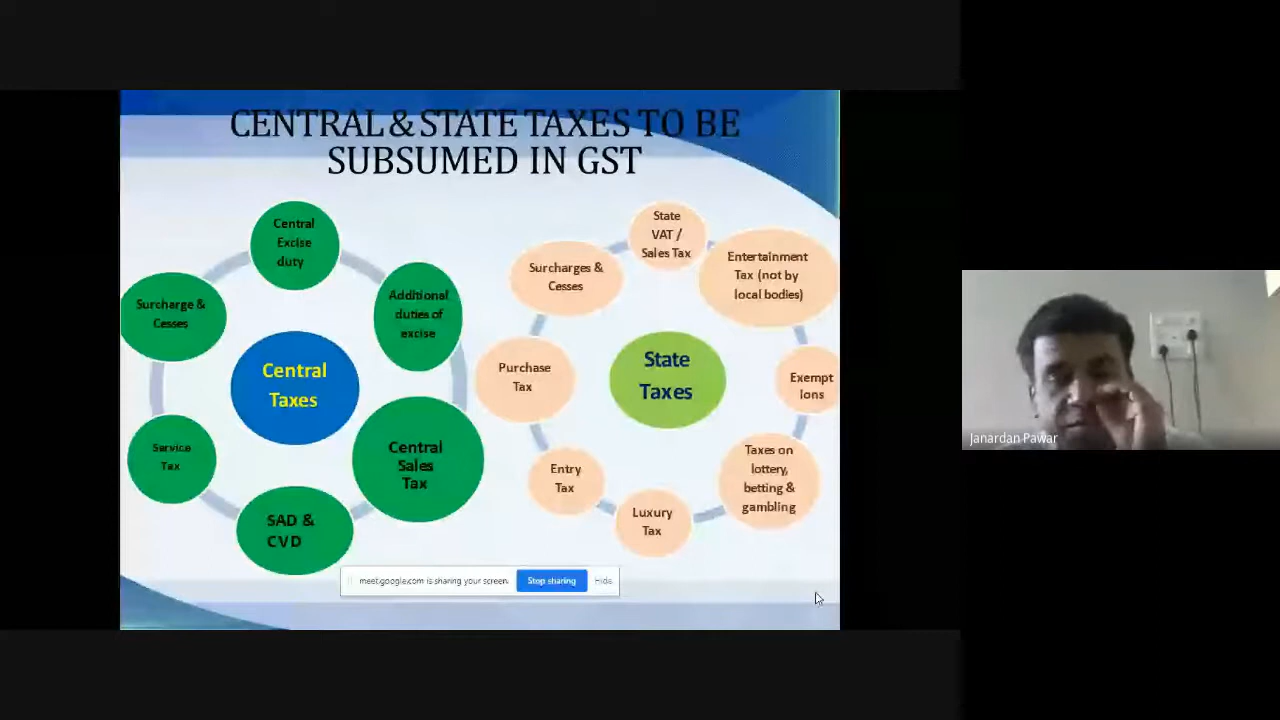 CENTRAL & STATE TAXES TO BE
SUBSUMED IN GST
Central
Excise
duty
Additional
duties of
excise
Central
Sales
Tax
SAD &
CVD
Service
Tax
Surcharge &
Cesses
Central
Taxes
State
VAT /
Sales Tax
Entertainment
Tax (not by
local bodies)
Exempt
Ions
Taxes on
lottery,
betting &
gambling
Luxury
Tax
Entry
Tax
Purchase
Tax
Surcharges &
Cesses
State
Taxes
meet.google.com is sharing your screen.
Stop sharing
Hide
Janardan Pawar